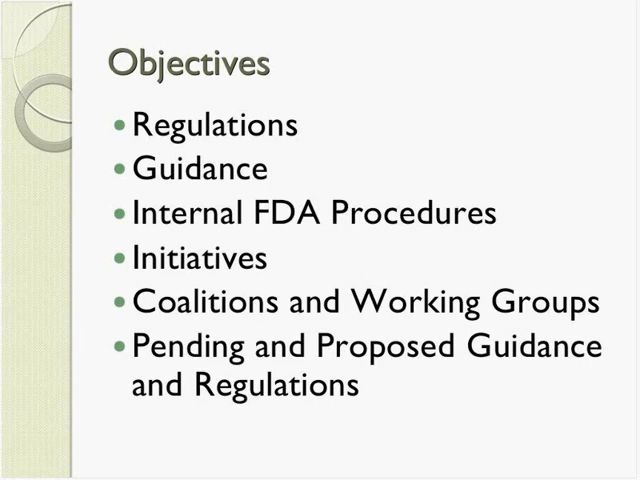 Objectives
• Regulations
• Guidance
• Internal FDA Procedures
• Initiatives
• Coalitions and Working Groups
• Pending and Proposed Guidance
and Regulations